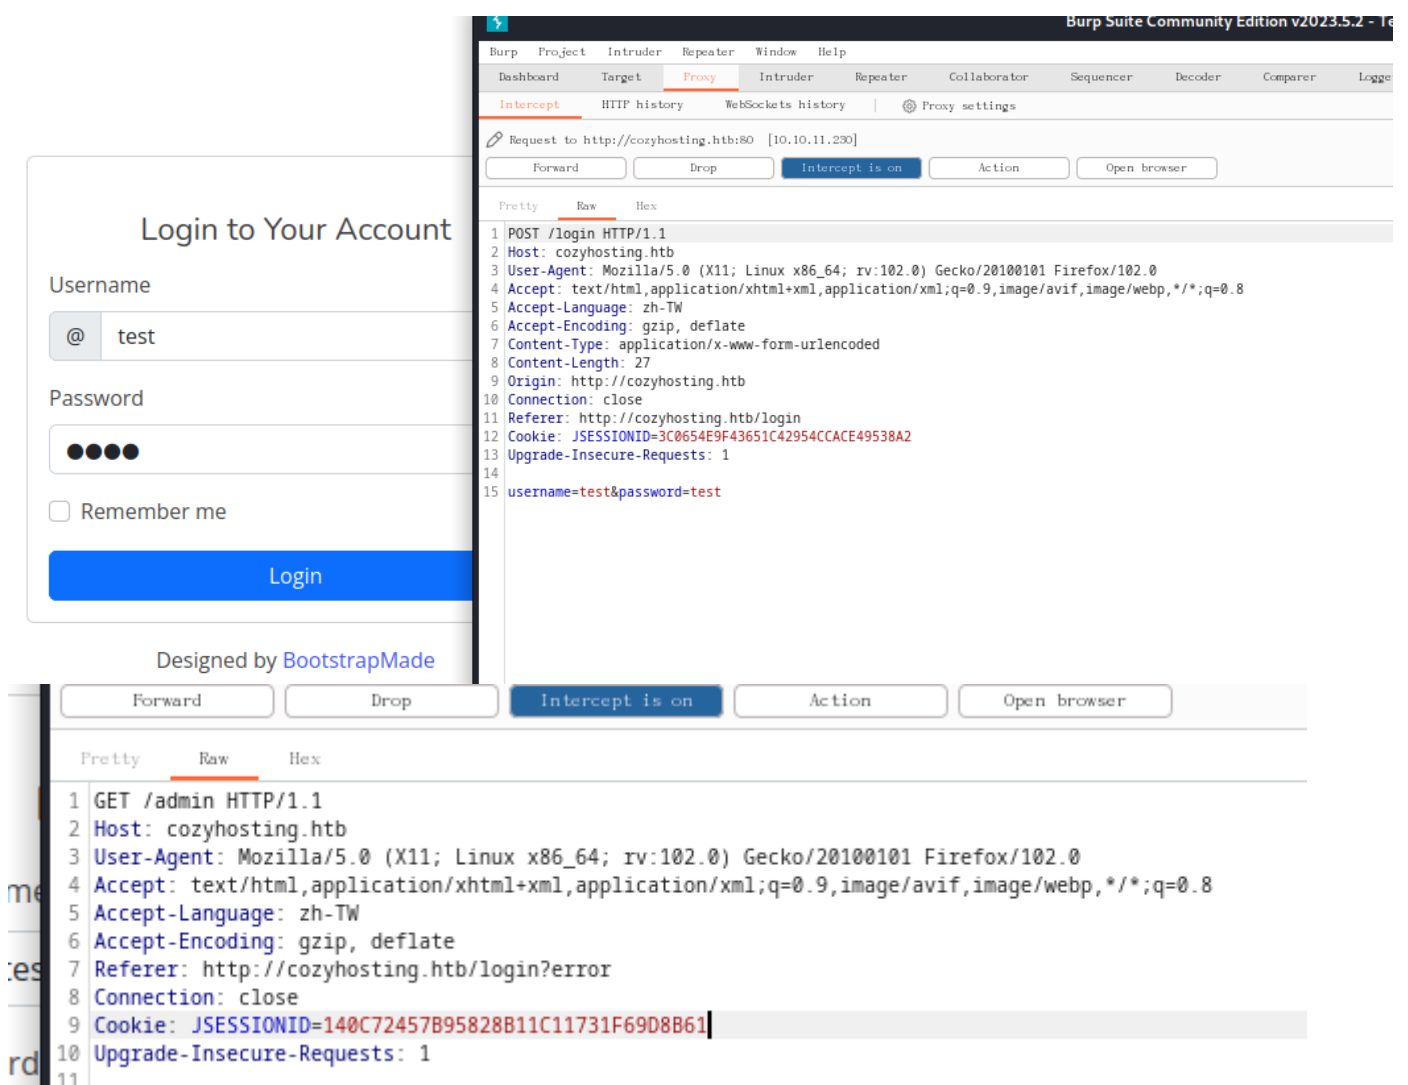 Burp Suite Community Edition v2023.5.2 - Te
Burp Project Intruder Repeater Window Help
Dashboard Target Proxy Intruder Repeater Collaborator Sequencer Decoder Comparer Logge
Intercept HTTP history WebSockets history Proxy settings
Request to http://cozyhosting.htb:80 [10.10.11.230]
Forward Drop Intercept is on Action Open browser
Pretty Raw Hex
Login to Your Account
Username
@ test
Password
●●●●
Remember me
Login
Designed by BootstrapMade
1 POST /login HTTP/1.1
2 Host: cozyhosting.htb
3 User-Agent: Mozilla/5.0 (X11; Linux x86_64; rv:102.0) Gecko/20100101 Firefox/102.0
4 Accept: text/html,application/xhtml+xml,application/xml;q=0.9,image/avif,image/webp,*/*;q=0.8
5 Accept-Language: zh-TW
6 Accept-Encoding: gzip, deflate
7 Content-Type: application/x-www-form-urlencoded
8 Content-Length: 27
9 Origin: http://cozyhosting.htb
10 Connection: close
11 Referer: http://cozyhosting.htb/login
12 Cookie: JSESSIONID=3C0654E9F43651C42954CCACE49538A2
13 Upgrade-Insecure-Requests: 1
14
15 username=test&password=test
Forward Drop Intercept is on Action Open browser
Pretty Raw Hex
me
tes
rd
1 GET /admin HTTP/1.1
2 Host: cozyhosting.htb
3 User-Agent: Mozilla/5.0 (X11; Linux x86_64; rv:102.0) Gecko/20100101 Firefox/102.0
4 Accept: text/html,application/xhtml+xml,application/xml;q=0.9,image/avif,image/webp,*/*;q=0.8
5 Accept-Language: zh-TW
6 Accept-Encoding: gzip, deflate
7 Referer: http://cozyhosting.htb/login?error
8 Connection: close
9 Cookie: JSESSIONID=140C72457B95828B11C11731F69D8B61
10 Upgrade-Insecure-Requests: 1
11